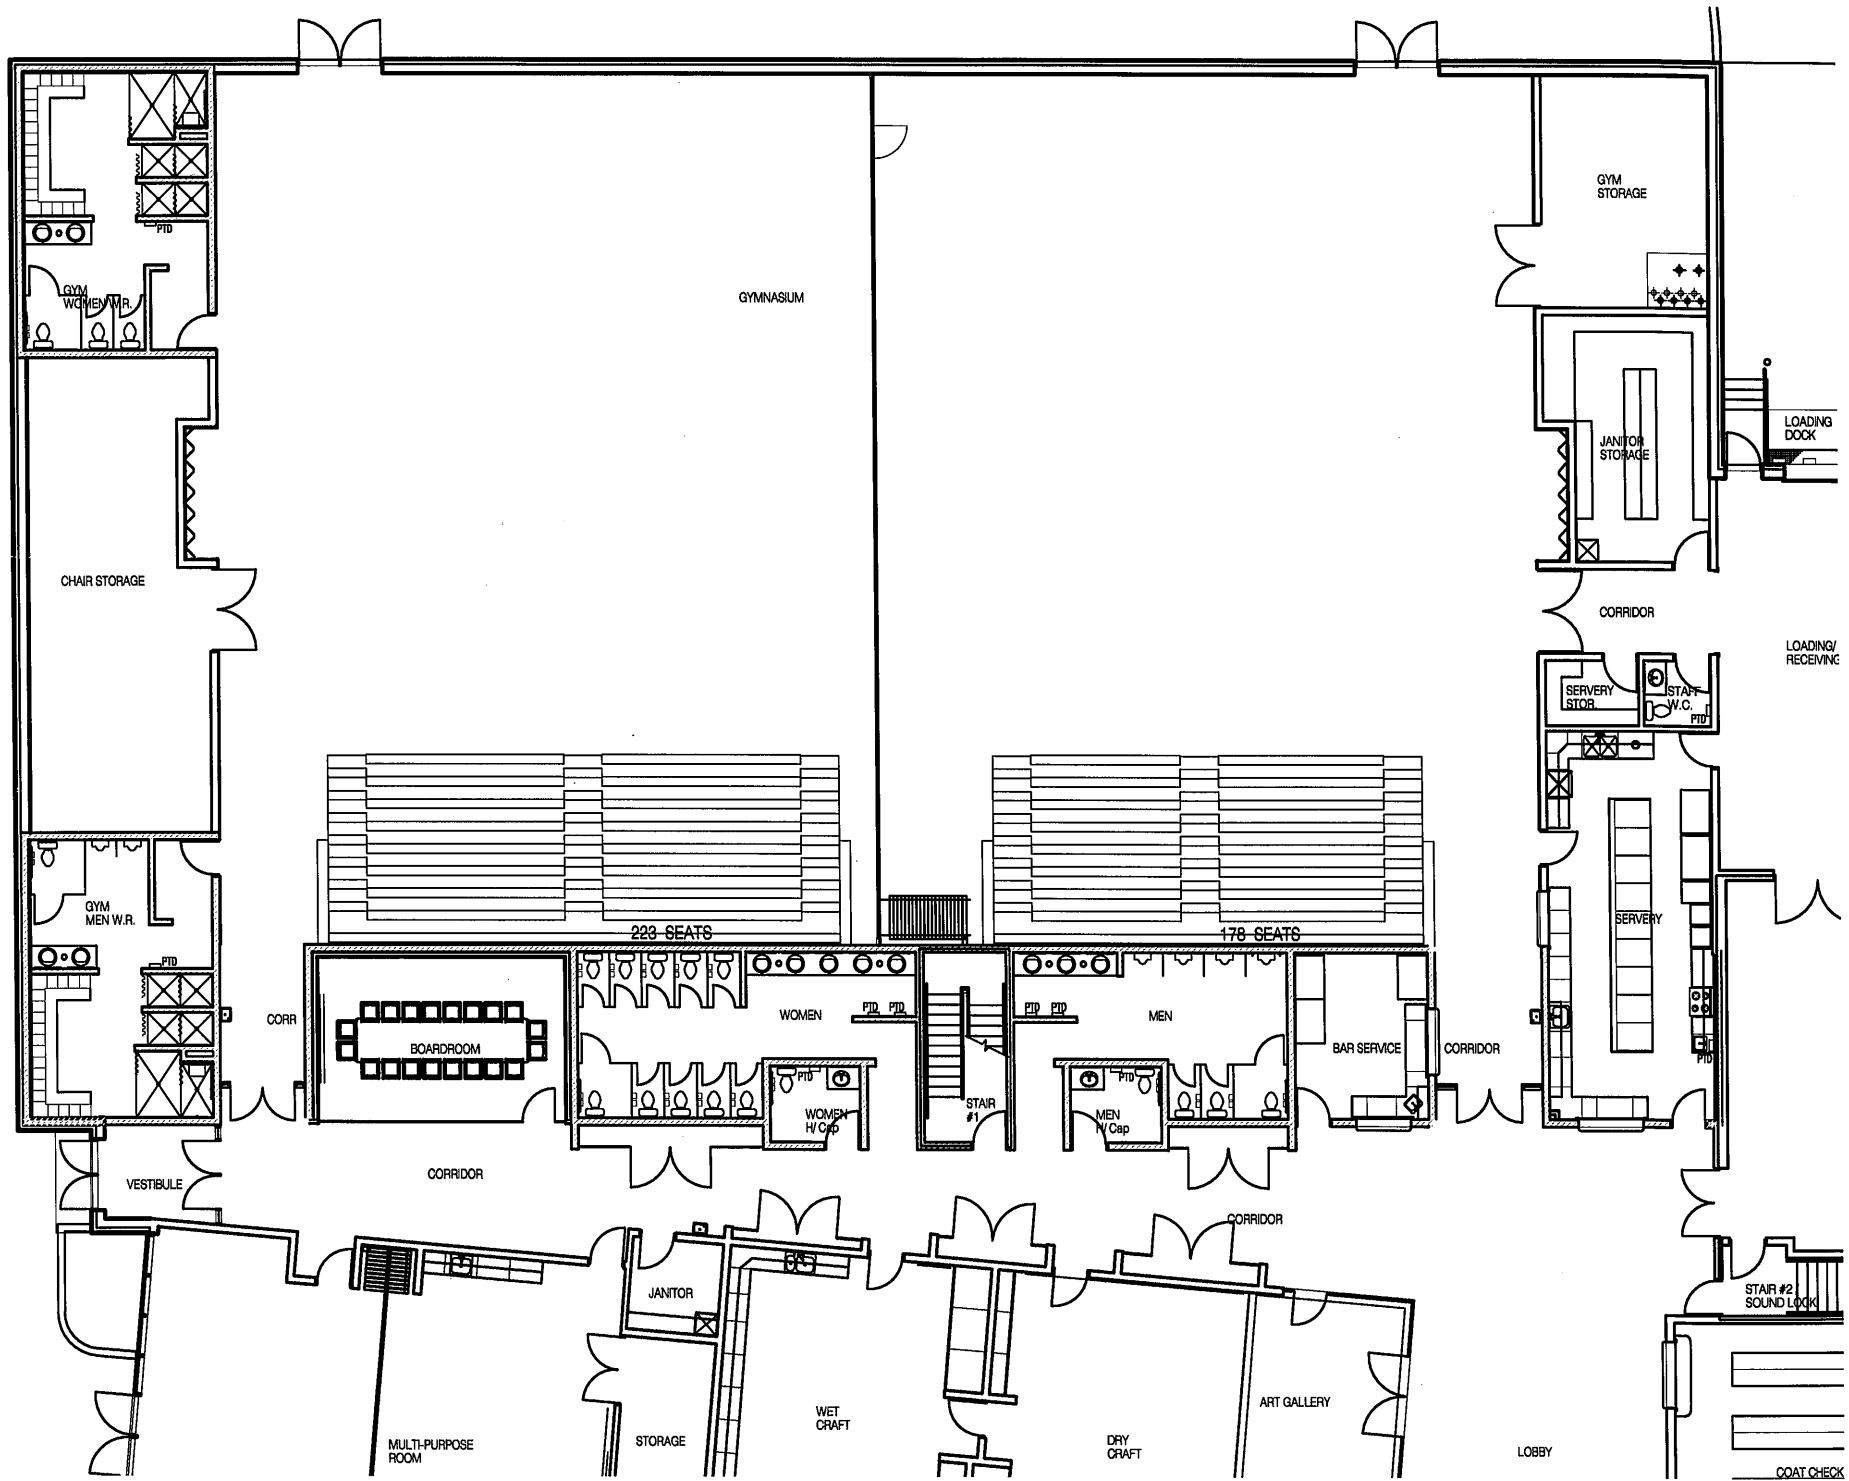 PTD
GYM
STORAGE
GYM
WOMEN W.R.
GYMNASIUM
LOADING
DOCK
JANITOR
STORAGE
CHAIR STORAGE
CORRIDOR
LOADING/
RECEIVING
SERVERY
STOR.
STAFF
W.C.
PTD
GYM
MEN W.R.
SERVERY
223 SEATS
178 SEATS
PTD
CORR
BOARDROOM
WOMEN
PTD
PTD
PTD
PTD
MEN
BAR SERVICE
CORRIDOR
PTD
PTD
PTD
WOMEN
H/ Cap
STAIR
#1
MEN
H/ Cap
VESTIBULE
CORRIDOR
CORRIDOR
JANITOR
STAIR #2
SOUND LOCK
ART GALLERY
WET
CRAFT
MULTI-PURPOSE
ROOM
STORAGE
DRY
CRAFT
LOBBY
COAT CHECK